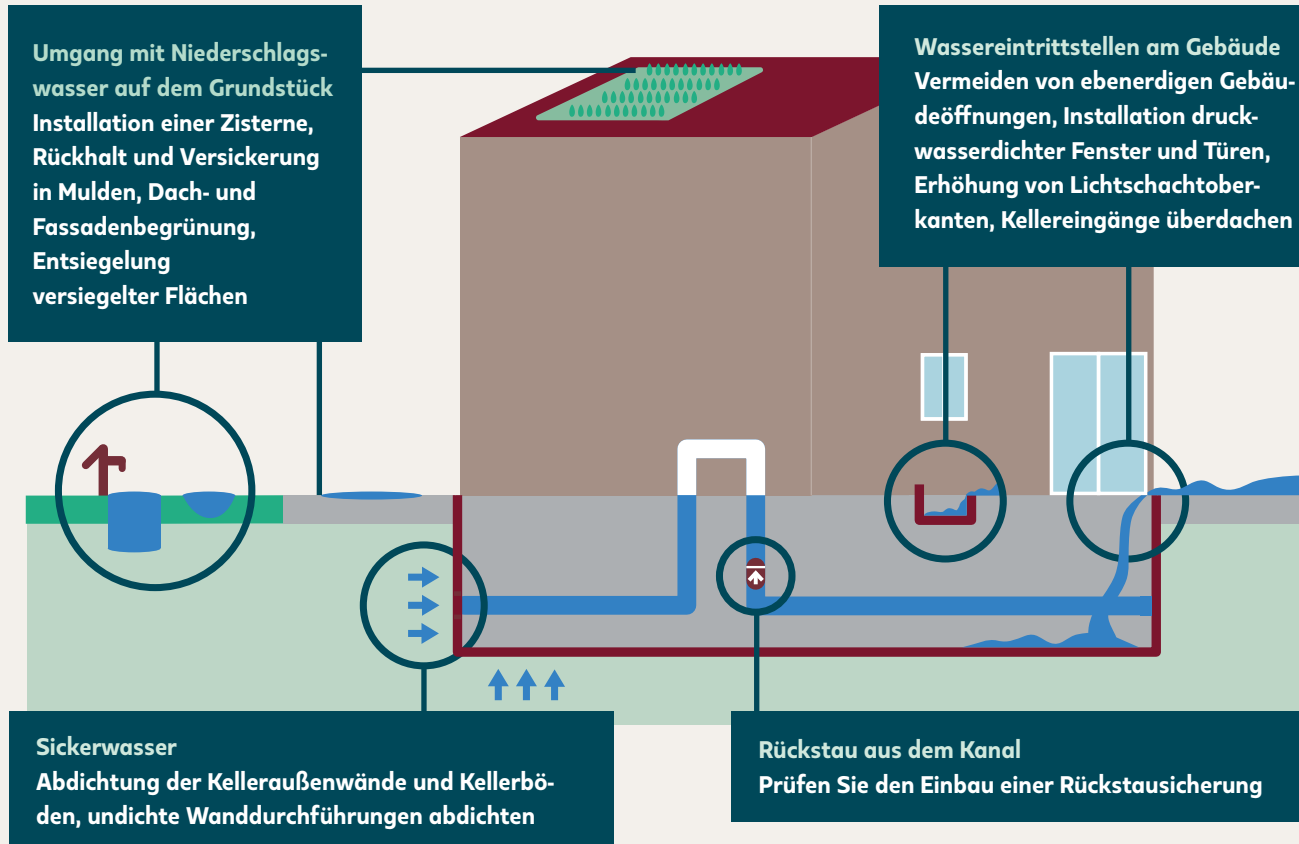 Umgang mit Niederschlags-
wasser auf dem Grundstück
Installation einer Zisterne,
Rückhalt und Versickerung
in Mulden, Dach- und
Fassadenbegrünung,
Entsiegelung
versiegelter Flächen
Wassereintrittstellen am Gebäude
Vermeiden von ebenerdigen Gebäu-
deöffnungen, Installation druck-
wasserdichter Fenster und Türen,
Erhöhung von Lichtschachtober-
kanten, Kellereingänge überdachen
Sickerwasser
Abdichtung der Kelleraußenwände und Kellerbö-
den, undichte Wanddurchführungen abdichten
Rückstau aus dem Kanal
Prüfen Sie den Einbau einer Rückstausicherung